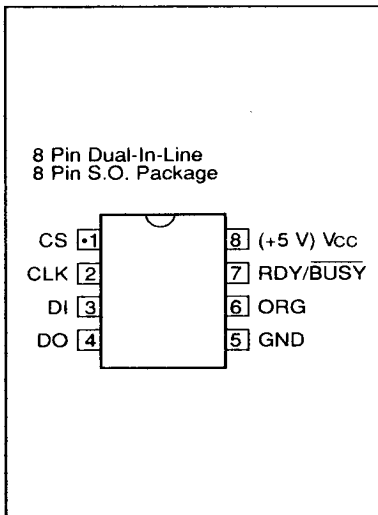 8 Pin Dual-In-Line
8 Pin S.O. Package
CS •1 8 (+5 V) Vcc
CLK 2 7 RDY/BUSY
DI 3 6 ORG
DO 4 5 GND